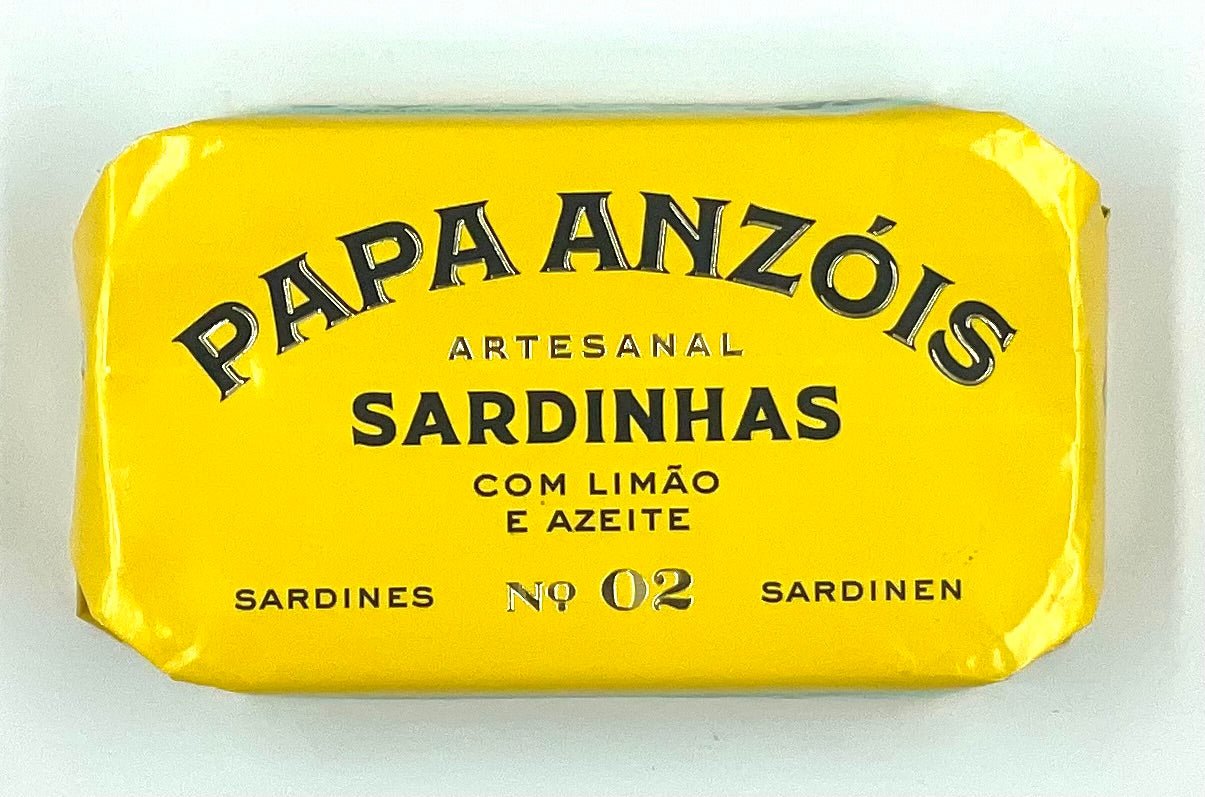 PAPA ANZÓIS
ARTESANAL
SARDINHAS
COM LIMÃO
E AZEITE
SARDINES Nº 02 SARDINEN